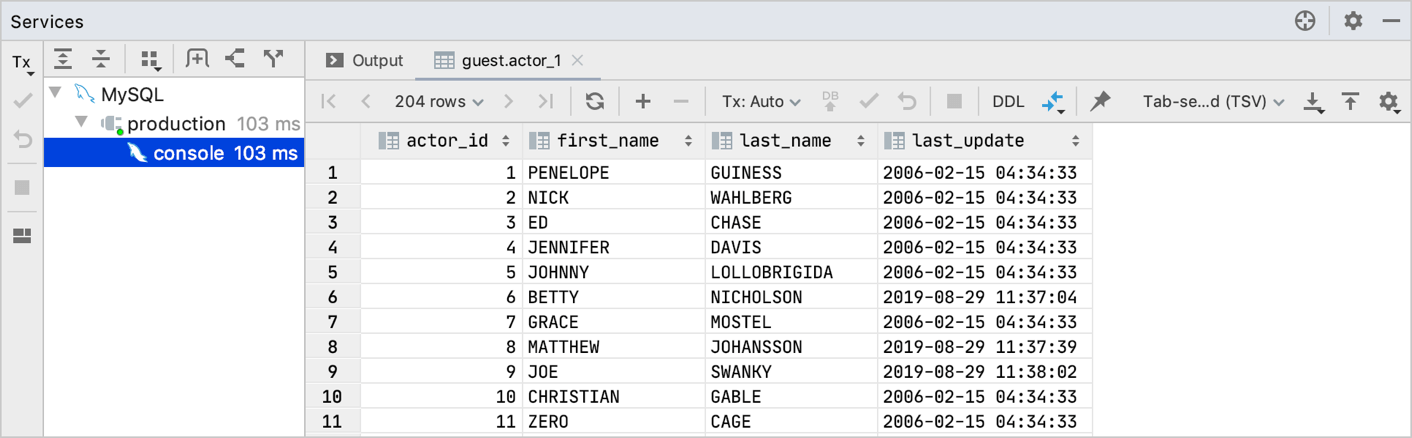 Services
Tx
MySQL
production 103 ms
console 103 ms
Output guest.actor_1
204 rows Tx: Auto DB DDL Tab-se...d (TSV)
actor_id first_name last_name last_update
1 1 PENELOPE GUINESS 2006-02-15 04:34:33
2 2 NICK WAHLBERG 2006-02-15 04:34:33
3 3 ED CHASE 2006-02-15 04:34:33
4 4 JENNIFER DAVIS 2006-02-15 04:34:33
5 5 JOHNNY LOLLOBRIGIDA 2006-02-15 04:34:33
6 6 BETTY NICHOLSON 2019-08-29 11:37:04
7 7 GRACE MOSTEL 2006-02-15 04:34:33
8 8 MATTHEW JOHANSSON 2019-08-29 11:37:39
9 9 JOE SWANKY 2019-08-29 11:38:02
10 10 CHRISTIAN GABLE 2006-02-15 04:34:33
11 11 ZERO CAGE 2006-02-15 04:34:33